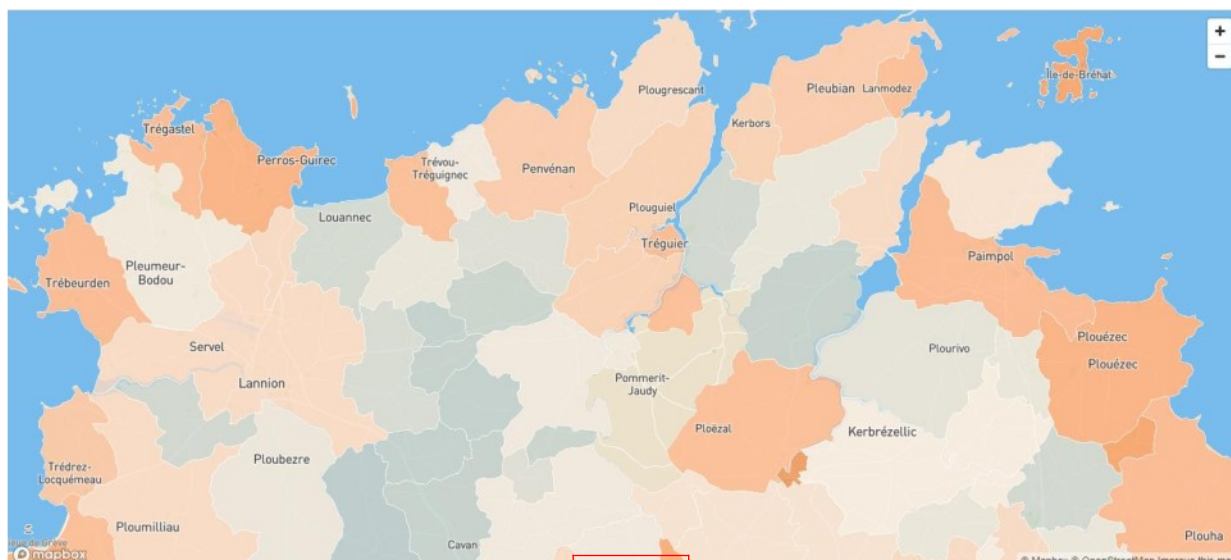 +
−
Île-de-Bréhat
Plougrescant
Pleubian
Lanmodez
Kerbors
Trégastel
Perros-Guirec
Trévou-
Tréguignec
Penvénan
Louannec
Plouguiel
Tréguier
Paimpol
Pleumeur-
Bodou
Trébeurden
Servel
Plourivo
Plouézec
Plouézec
Lannion
Pommerit-
Jaudy
Ploëzal
Kerbrézellic
Trédrez-
Locquémeau
Ploubezre
Ploumilliau
Plouha
Cavan
mapbox
© Mapbox © OpenStreetMap Improve this